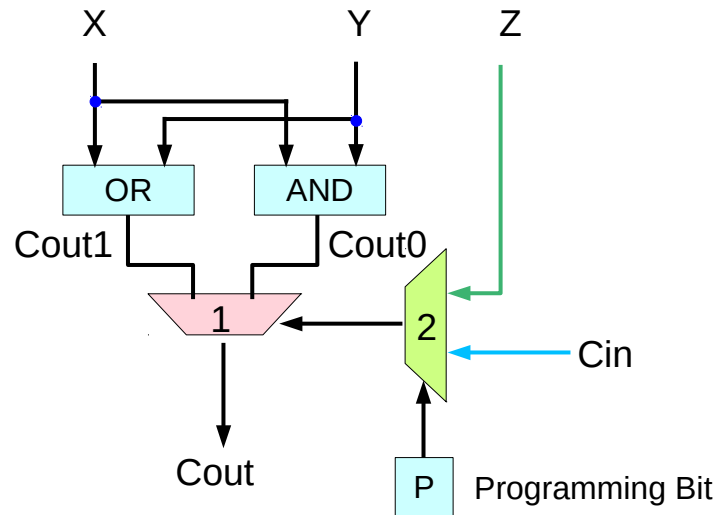 X Y Z
OR AND
Cout1 Cout0
1 2
Cin
Cout
P Programming Bit